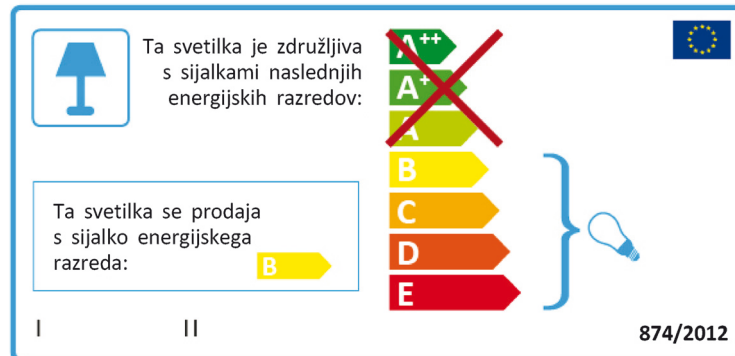 Ta svetilka je združljiva
s sijalkami naslednjih
energijskih razredov:
A++
A+
A
B
C
D
E
Ta svetilka se prodaja
s sijalko energijskega
razreda:
B
I II
874/2012